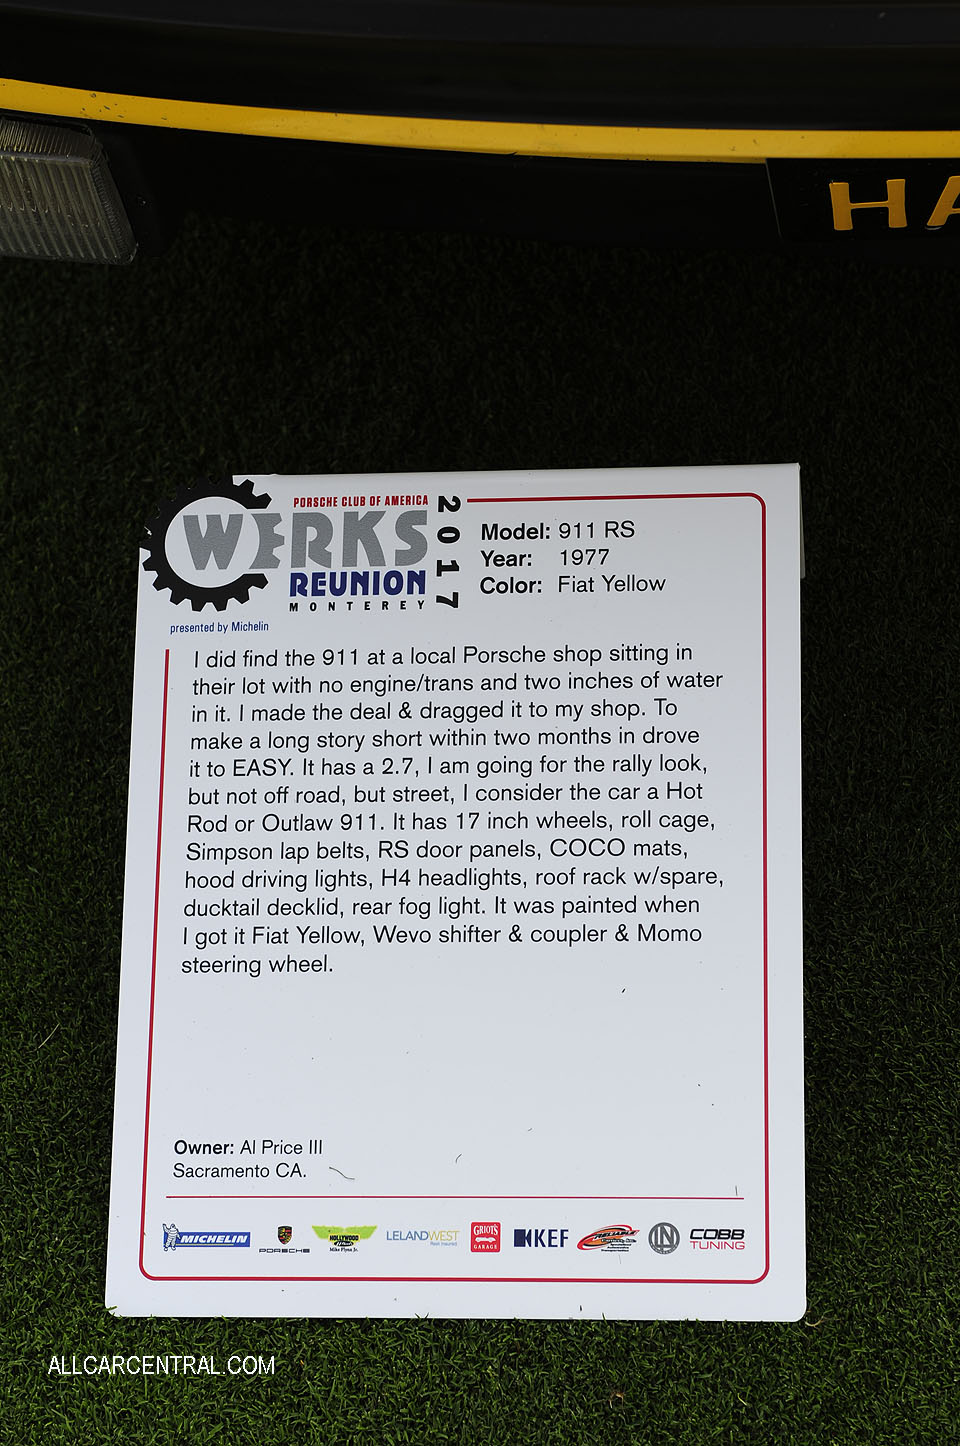 HA
PORSCHE CLUB OF AMERICA
WERKS
REUNION
MONTEREY
2017
presented by Michelin
Model: 911 RS
Year: 1977
Color: Fiat Yellow
I did find the 911 at a local Porsche shop sitting in
their lot with no engine/trans and two inches of water
in it. I made the deal & dragged it to my shop. To
make a long story short within two months in drove
it to EASY. It has a 2.7, I am going for the rally look,
but not off road, but street, I consider the car a Hot
Rod or Outlaw 911. It has 17 inch wheels, roll cage,
Simpson lap belts, RS door panels, COCO mats,
hood driving lights, H4 headlights, roof rack w/spare,
ducktail decklid, rear fog light. It was painted when
I got it Fiat Yellow, Wevo shifter & coupler & Momo
steering wheel.
Owner: Al Price III
Sacramento CA.
MICHELIN
PORSCHE
HOLLYWOOD
Mike Flynn Jr.
LELANDWEST
GRIOT'S
GARAGE
KEF
RELIABLE
IN
COBB
TUNING
ALLCARCENTRAL.COM